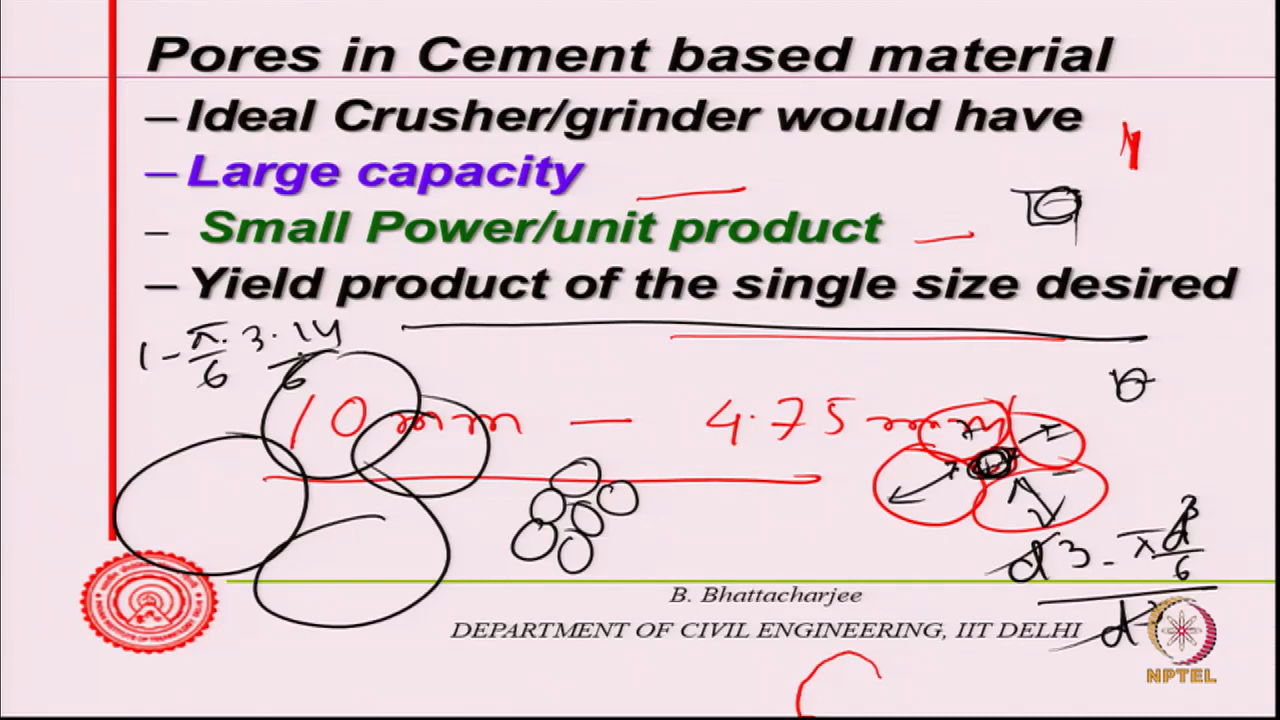 Pores in Cement based material
– Ideal Crusher/grinder would have
– Large capacity
– Small Power/unit product
– Yield product of the single size desired
1 - π/6 3.14/6
10 mm — 4.75 mm
d3 - πd3/6
B. Bhattacharjee
DEPARTMENT OF CIVIL ENGINEERING, IIT DELHI
NPTEL